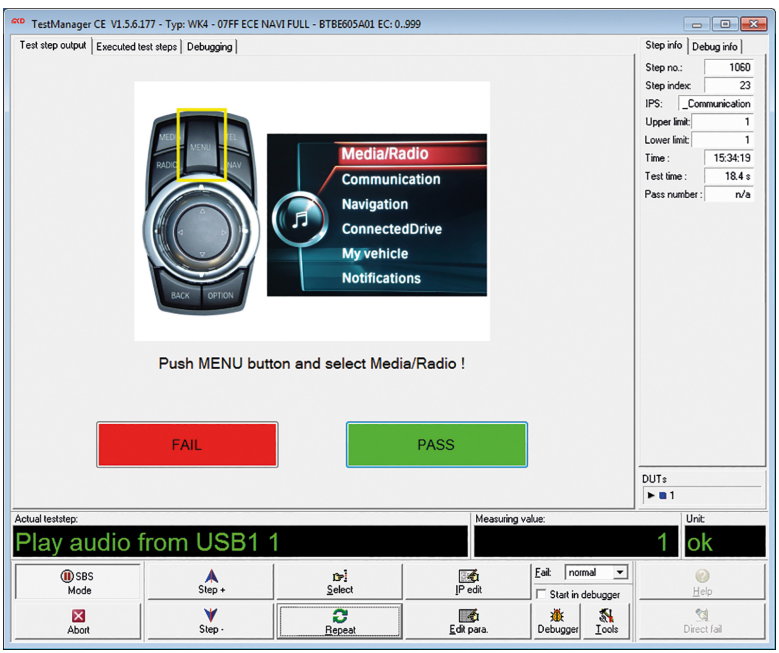 TestManager CE V1.5.6.177 - Typ: WK4 - 07FF ECE NAVI FULL - BTBE605A01 EC: 0..999
Test step output
Executed test steps
Debugging
Step info
Debug info
Step no.: 1060
Step index: 23
IPS: _Communication
Upper limit: 1
Lower limit: 1
Time : 15:34:19
Test time : 18.4 s
Pass number : n/a
MEDIA
MENU
TEL
RADIO
NAV
BACK
OPTION
Media/Radio
Communication
Navigation
ConnectedDrive
My vehicle
Notifications
Push MENU button and select Media/Radio !
FAIL
PASS
DUTs
1
Actual teststep:
Measuring value:
Unit:
Play audio from USB1 1
1
ok
SBS
Mode
Step +
Select
IP edit
Fail: normal
Start in debugger
Help
Abort
Step -
Repeat
Edit para.
Debugger
Tools
Direct fail